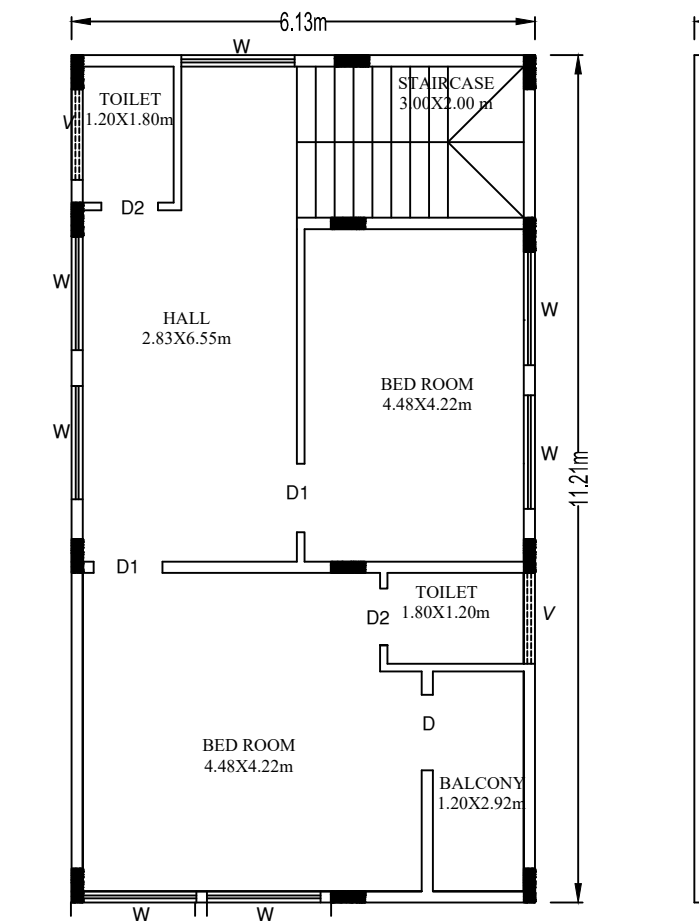 6.13m
W
STAIRCASE
3.00X2.00 m
TOILET
1.20X1.80m
V
D2
W
HALL
2.83X6.55m
W
BED ROOM
4.48X4.22m
W
W
11.21m
D1
D1
TOILET
1.80X1.20m
D2
V
D
BED ROOM
4.48X4.22m
BALCONY
1.20X2.92m
W
W